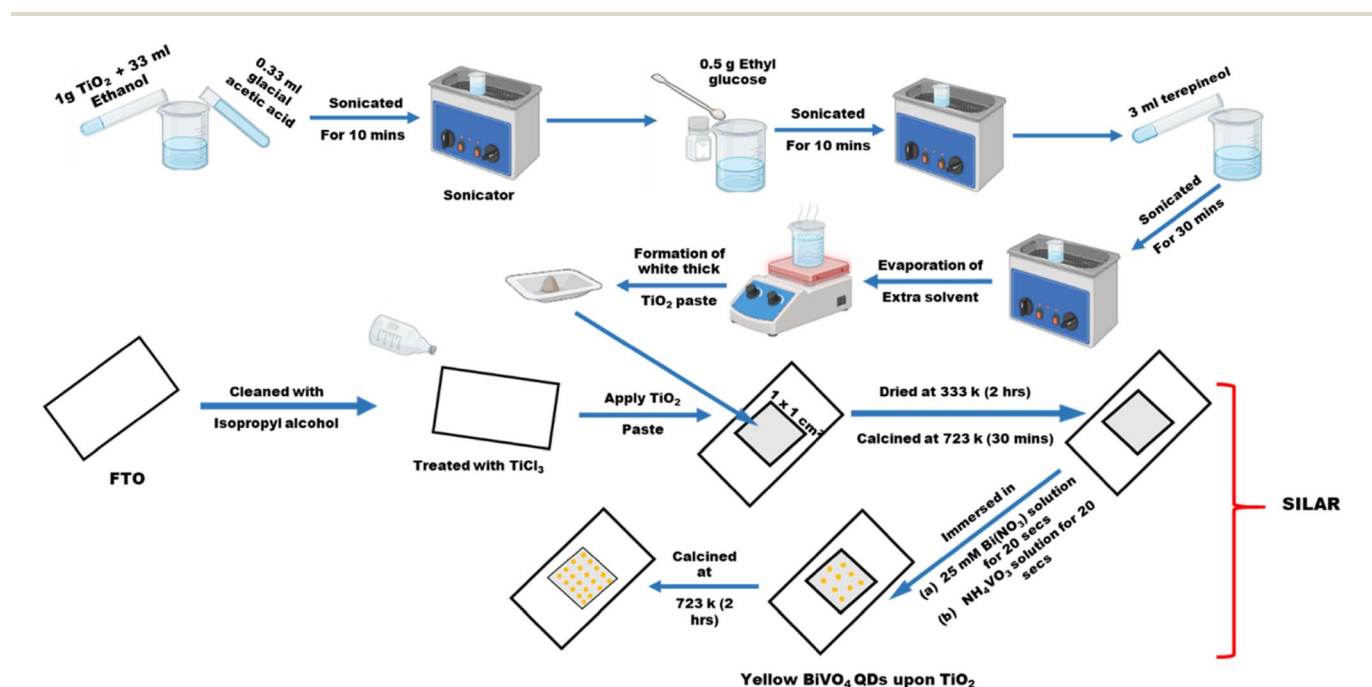 1g TiO₂ + 33 ml
Ethanol
0.33 ml
glacial
acetic acid
Sonicated
For 10 mins
Sonicator
0.5 g Ethyl
glucose
Sonicated
For 10 mins
3 ml terepineol
Sonicated
For 30 mins
Evaporation of
Extra solvent
Formation of
white thick
TiO₂ paste
FTO
Cleaned with
Isopropyl alcohol
Treated with TiCl₃
Apply TiO₂
Paste
1 x 1 cm²
Dried at 333 k (2 hrs)
Calcined at 723 k (30 mins)
SILAR
Immersed in
(a) 25 mM Bi(NO₃) solution
for 20 secs
(b) NH₄VO₃ solution for 20
secs
Calcined
at
723 k (2
hrs)
Yellow BiVO₄ QDs upon TiO₂